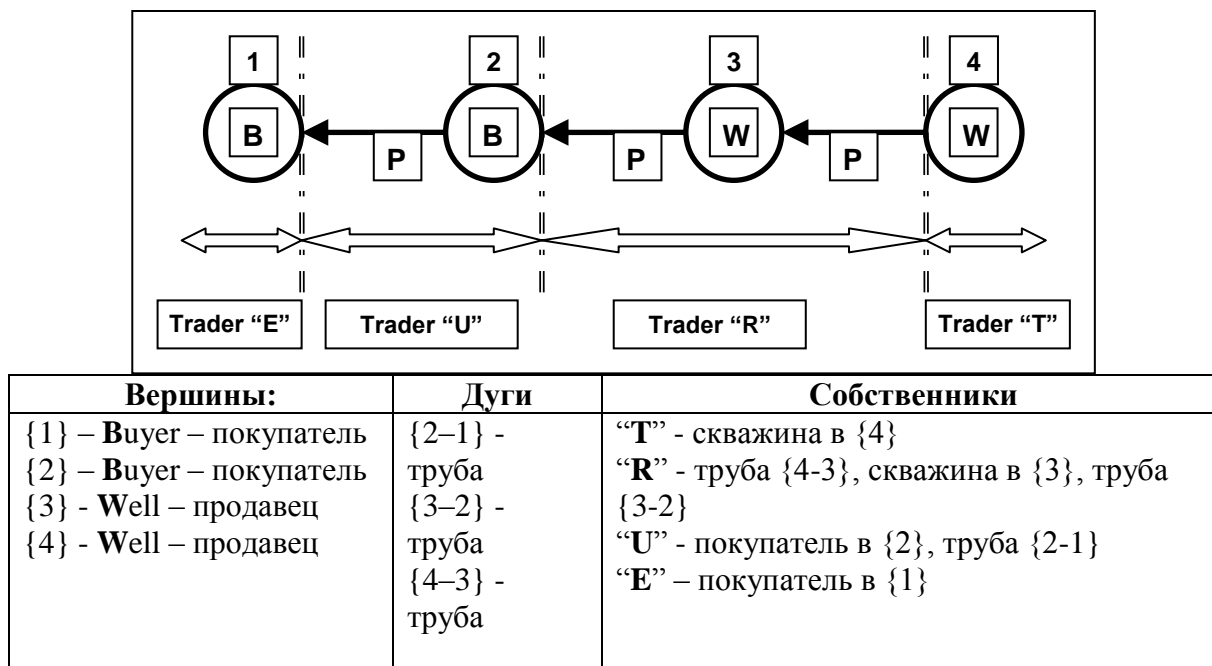 1 2 3 4
B B W W
P P P
Trader “E” Trader “U” Trader “R” Trader “T”
Вершины: Дуги Собственники
{1} – Buyer – покупатель
{2} – Buyer – покупатель
{3} - Well – продавец
{4} - Well – продавец
{2–1} -
труба
{3–2} -
труба
{4–3} -
труба
“T” - скважина в {4}
“R” - труба {4-3}, скважина в {3}, труба
{3-2}
“U” - покупатель в {2}, труба {2-1}
“E” – покупатель в {1}